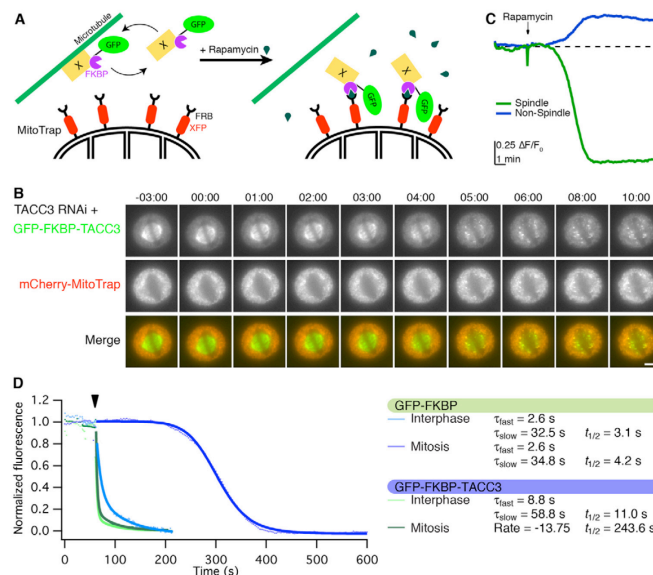 A
Microtubule
GFP
X
FKBP
X
GFP
+ Rapamycin
X
GFP
X
GFP
MitoTrap
FRB
XFP
C
Rapamycin
Spindle
Non-Spindle
0.25 ΔF/F₀
1 min
B
-03:00 00:00 01:00 02:00 03:00 04:00 05:00 06:00 08:00 10:00
TACC3 RNAi +
GFP-FKBP-TACC3
mCherry-MitoTrap
Merge
D
Normalized fluorescence
1.2
1.0
0.8
0.6
0.4
0.2
0.0
0 100 200 300 400 500 600
Time (s)
GFP-FKBP
Interphase τfast = 2.6 s
τslow = 32.5 s t1/2 = 3.1 s
Mitosis τfast = 2.6 s
τslow = 34.8 s t1/2 = 4.2 s
GFP-FKBP-TACC3
Interphase τfast = 8.8 s
τslow = 58.8 s t1/2 = 11.0 s
Mitosis Rate = -13.75 t1/2 = 243.6 s